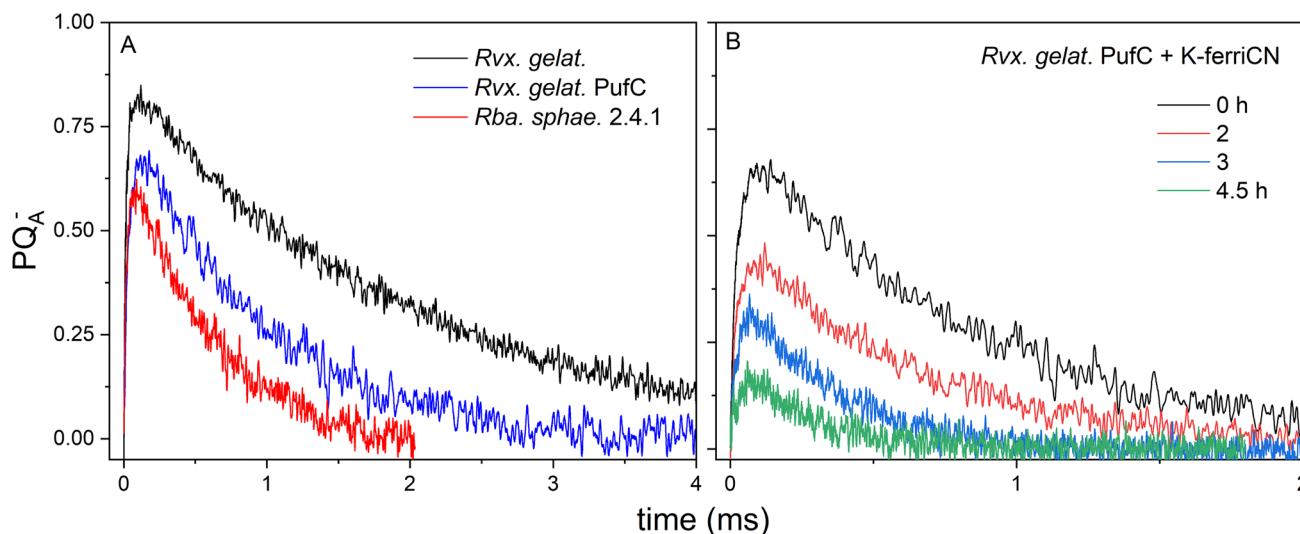 1.00
0.75
0.50
0.25
0.00
PQA-
A
Rvx. gelat.
Rvx. gelat. PufC
Rba. sphae. 2.4.1
0 1 2 3 4
B
Rvx. gelat. PufC + K-ferriCN
0 h
2
3
4.5 h
0 1 2
time (ms)